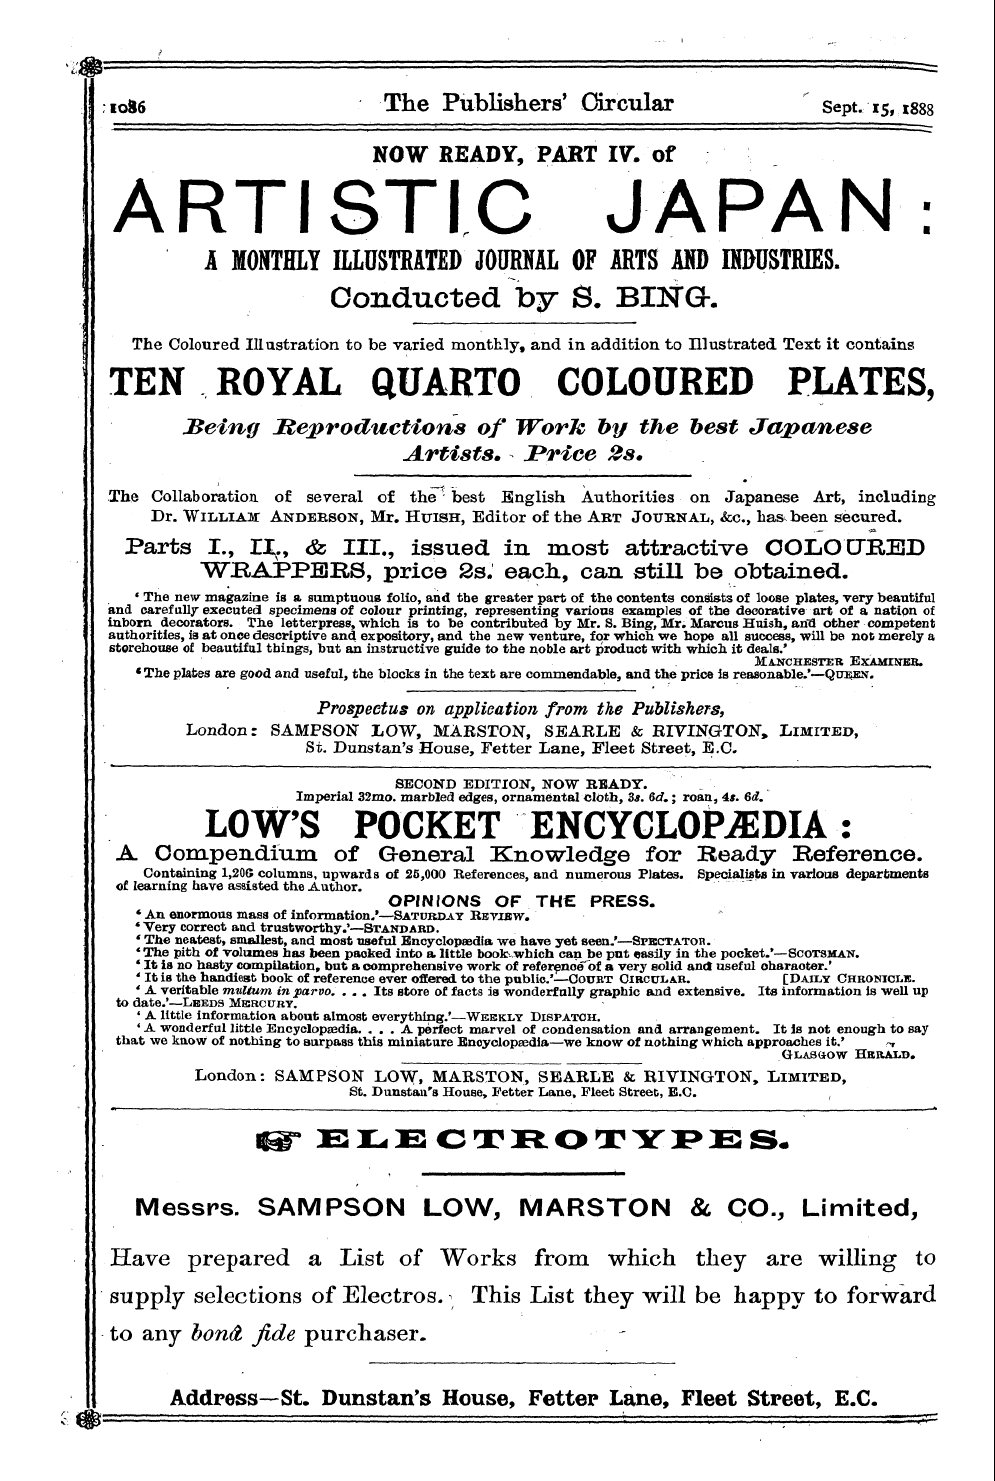 1086 The Publishers' Circular Sept. 15, 1888
NOW READY, PART IV. of
ARTISTIC JAPAN:
A MONTHLY ILLUSTRATED JOURNAL OF ARTS AND INDUSTRIES.
Conducted by S. BING.
The Coloured Illustration to be varied monthly, and in addition to Illustrated Text it contains
TEN ROYAL QUARTO COLOURED PLATES,
Being Reproductions of Work by the best Japanese
Artists. Price 2s.
The Collaboration of several of the best English Authorities on Japanese Art, including
Dr. WILLIAM ANDERSON, Mr. HUISH, Editor of the ART JOURNAL, &c., has been secured.
Parts I., II., & III., issued in most attractive COLOURED
WRAPPERS, price 2s. each, can still be obtained.
'The new magazine is a sumptuous folio, and the greater part of the contents consists of loose plates, very beautiful
and carefully executed specimens of colour printing, representing various examples of the decorative art of a nation of
inborn decorators. The letterpress, which is to be contributed by Mr. S. Bing, Mr. Marcus Huish, and other competent
authorities, is at once descriptive and expository, and the new venture, for which we hope all success, will be not merely a
storehouse of beautiful things, but an instructive guide to the noble art product with which it deals.'
MANCHESTER EXAMINER.
'The plates are good and useful, the blocks in the text are commendable, and the price is reasonable.'—QUEEN.
Prospectus on application from the Publishers,
London: SAMPSON LOW, MARSTON, SEARLE & RIVINGTON, LIMITED,
St. Dunstan's House, Fetter Lane, Fleet Street, E.C.
SECOND EDITION, NOW READY.
Imperial 32mo. marbled edges, ornamental cloth, 3s. 6d.; roan, 4s. 6d.
LOW'S POCKET ENCYCLOPÆDIA:
A Compendium of General Knowledge for Ready Reference.
Containing 1,206 columns, upwards of 25,000 References, and numerous Plates. Specialists in various departments
of learning have assisted the Author.
OPINIONS OF THE PRESS.
'An enormous mass of information.'—SATURDAY REVIEW.
'Very correct and trustworthy.'—STANDARD.
'The neatest, smallest, and most useful Encyclopædia we have yet seen.'—SPECTATOR.
'The pith of volumes has been packed into a little book which can be put easily in the pocket.'—SCOTSMAN.
'It is no hasty compilation, but a comprehensive work of reference of a very solid and useful character.'
'It is the handiest book of reference ever offered to the public.'—COURT CIRCULAR. [DAILY CHRONICLE.
'A veritable multum in parvo. . . . Its store of facts is wonderfully graphic and extensive. Its information is well up
to date.'—LEEDS MERCURY.
'A little information about almost everything.'—WEEKLY DISPATCH.
'A wonderful little Encyclopædia. . . . A perfect marvel of condensation and arrangement. It is not enough to say
that we know of nothing to surpass this miniature Encyclopædia—we know of nothing which approaches it.'
GLASGOW HERALD.
London: SAMPSON LOW, MARSTON, SEARLE & RIVINGTON, LIMITED,
St. Dunstan's House, Fetter Lane, Fleet Street, E.C.
☞ ELECTROTYPES.
Messrs. SAMPSON LOW, MARSTON & CO., Limited,
Have prepared a List of Works from which they are willing to
supply selections of Electros. This List they will be happy to forward
to any bonâ fide purchaser.
Address—St. Dunstan's House, Fetter Lane, Fleet Street, E.C.